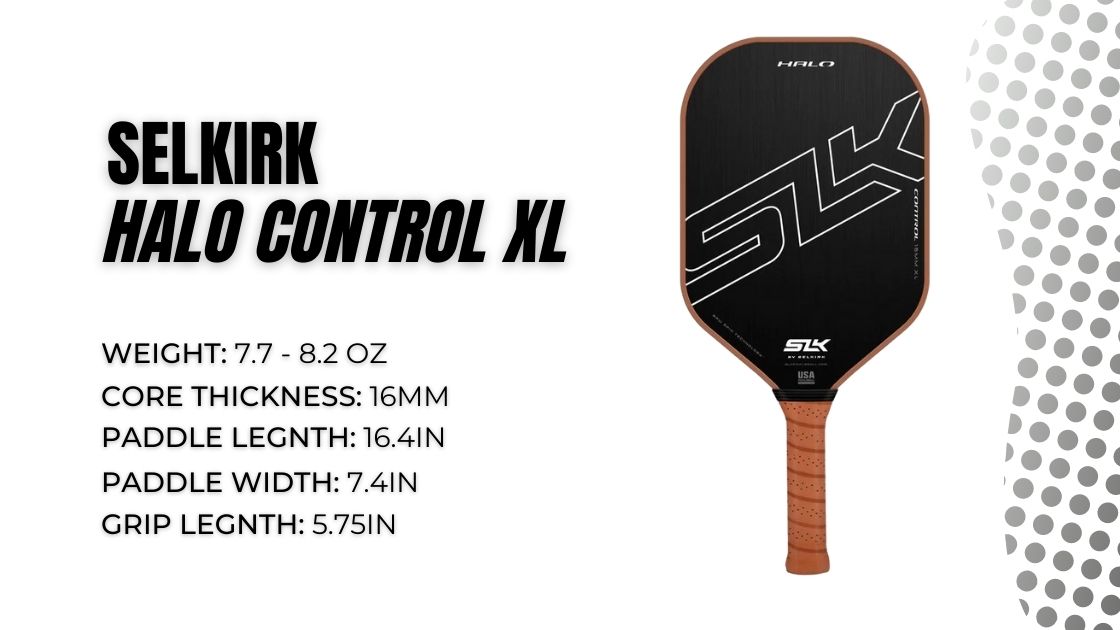 SELKIRK
HALO CONTROL XL
WEIGHT: 7.7 - 8.2 OZ
CORE THICKNESS: 16MM
PADDLE LEGNTH: 16.4IN
PADDLE WIDTH: 7.4IN
GRIP LEGNTH: 5.75IN
HALO
SLK
CONTROL 16MM XL
SLK
BY SELKIRK
USA